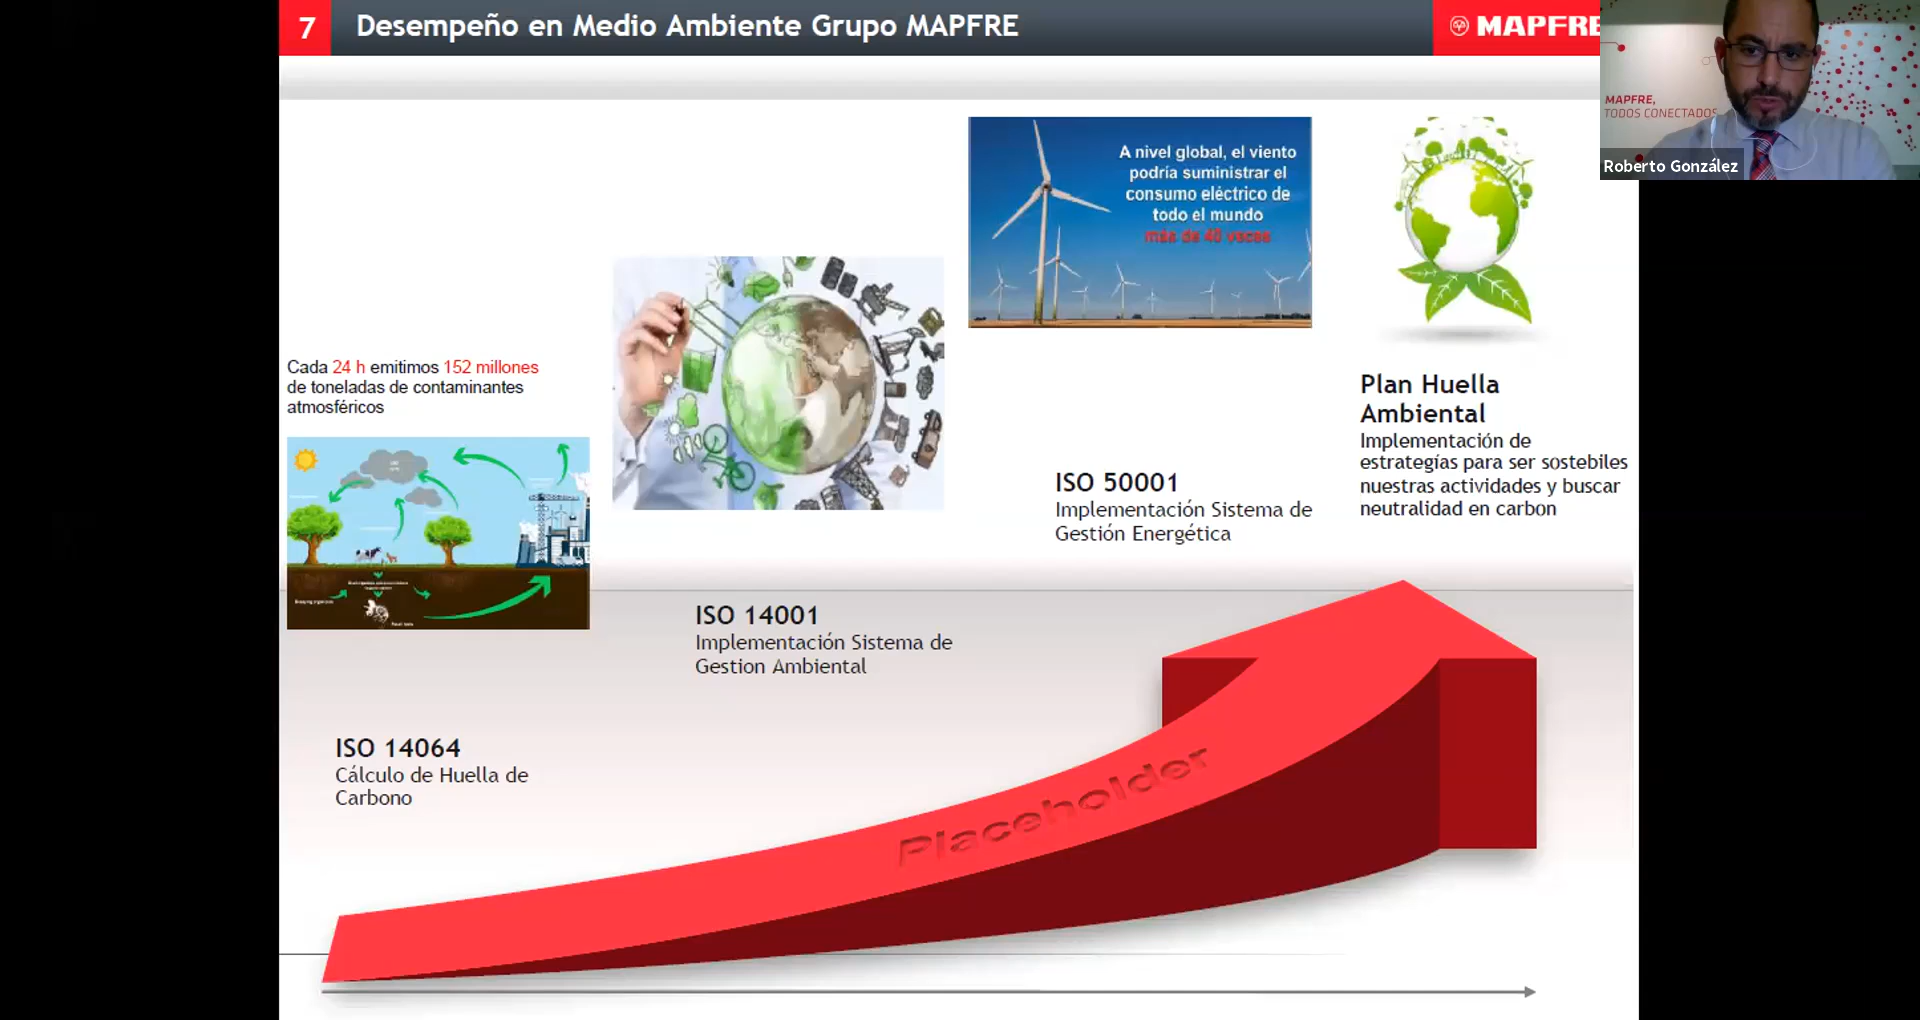 7
Desempeño en Medio Ambiente Grupo MAPFRE
MAPFRE
MAPFRE,
TODOS CONECTADOS
Roberto González
A nivel global, el viento
podría suministrar el
consumo eléctrico de
todo el mundo
más de 40 veces
Cada 24 h emitimos 152 millones
de toneladas de contaminantes
atmosféricos
Plan Huella
Ambiental
Implementación de
estrategías para ser sostebiles
nuestras actividades y buscar
neutralidad en carbon
ISO 50001
Implementación Sistema de
Gestión Energética
ISO 14001
Implementación Sistema de
Gestion Ambiental
ISO 14064
Cálculo de Huella de
Carbono
Placeholder